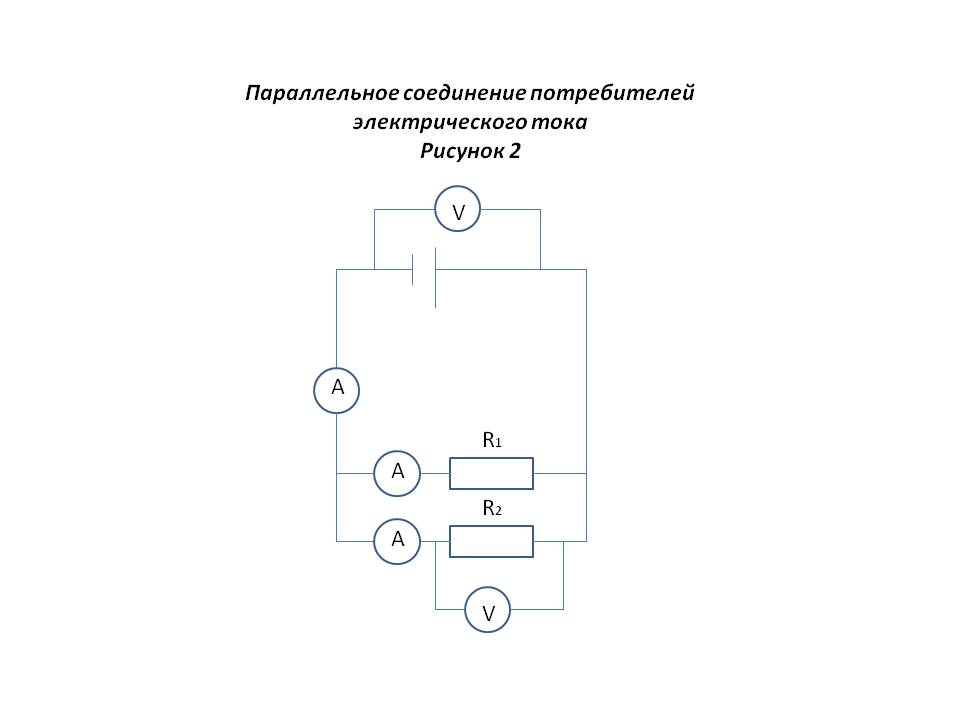 Параллельное соединение потребителей
электрического тока
Рисунок 2
V
A
R1
A
R2
A
V